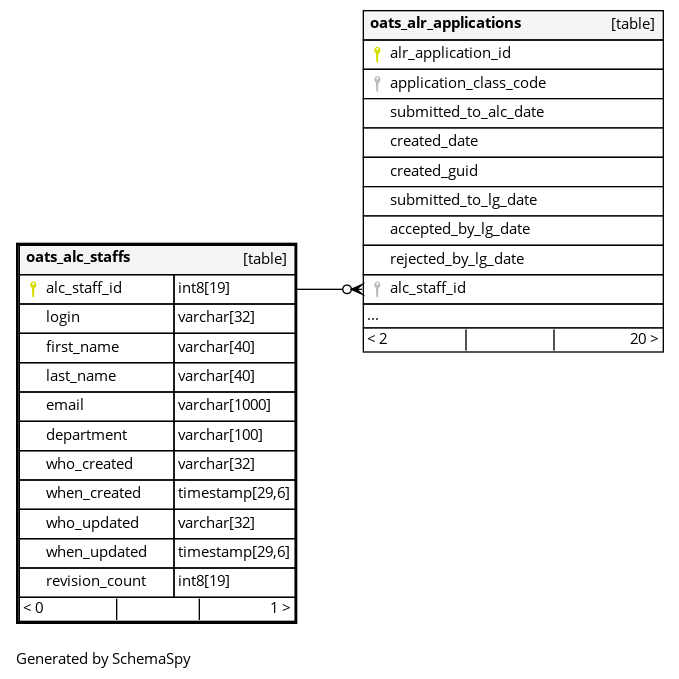 oats_alr_applications [table]
alr_application_id
application_class_code
submitted_to_alc_date
created_date
created_guid
submitted_to_lg_date
accepted_by_lg_date
rejected_by_lg_date
alc_staff_id
...
< 2 20 >
oats_alc_staffs [table]
alc_staff_id int8[19]
login varchar[32]
first_name varchar[40]
last_name varchar[40]
email varchar[1000]
department varchar[100]
who_created varchar[32]
when_created timestamp[29,6]
who_updated varchar[32]
when_updated timestamp[29,6]
revision_count int8[19]
< 0 1 >
Generated by SchemaSpy